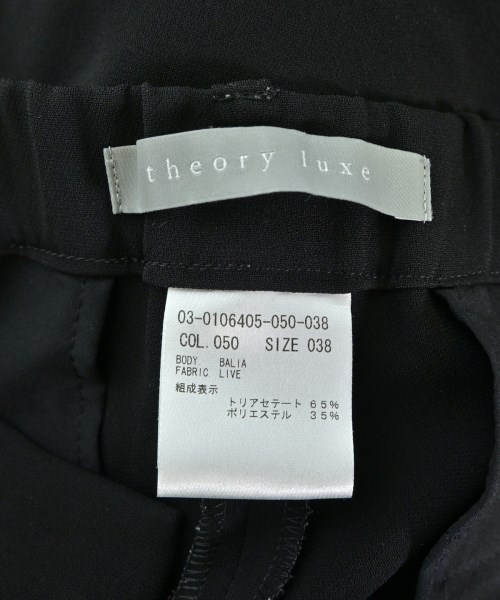 theory luxe
03-0106405-050-038
COL.050 SIZE 038
BODY BALIA
FABRIC LIVE
組成表示
トリアセテート 65%
ポリエステル 35%